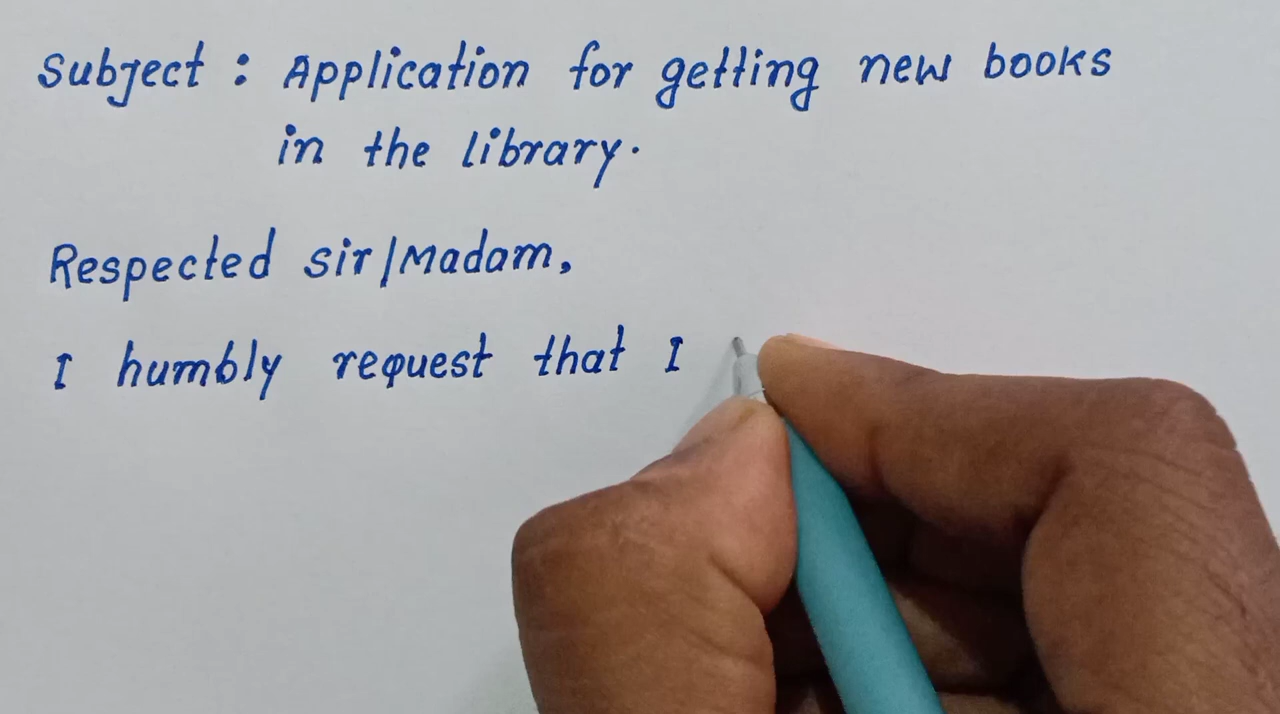 Subject : Application for getting new books
in the library.
Respected sir/Madam,
I humbly request that I